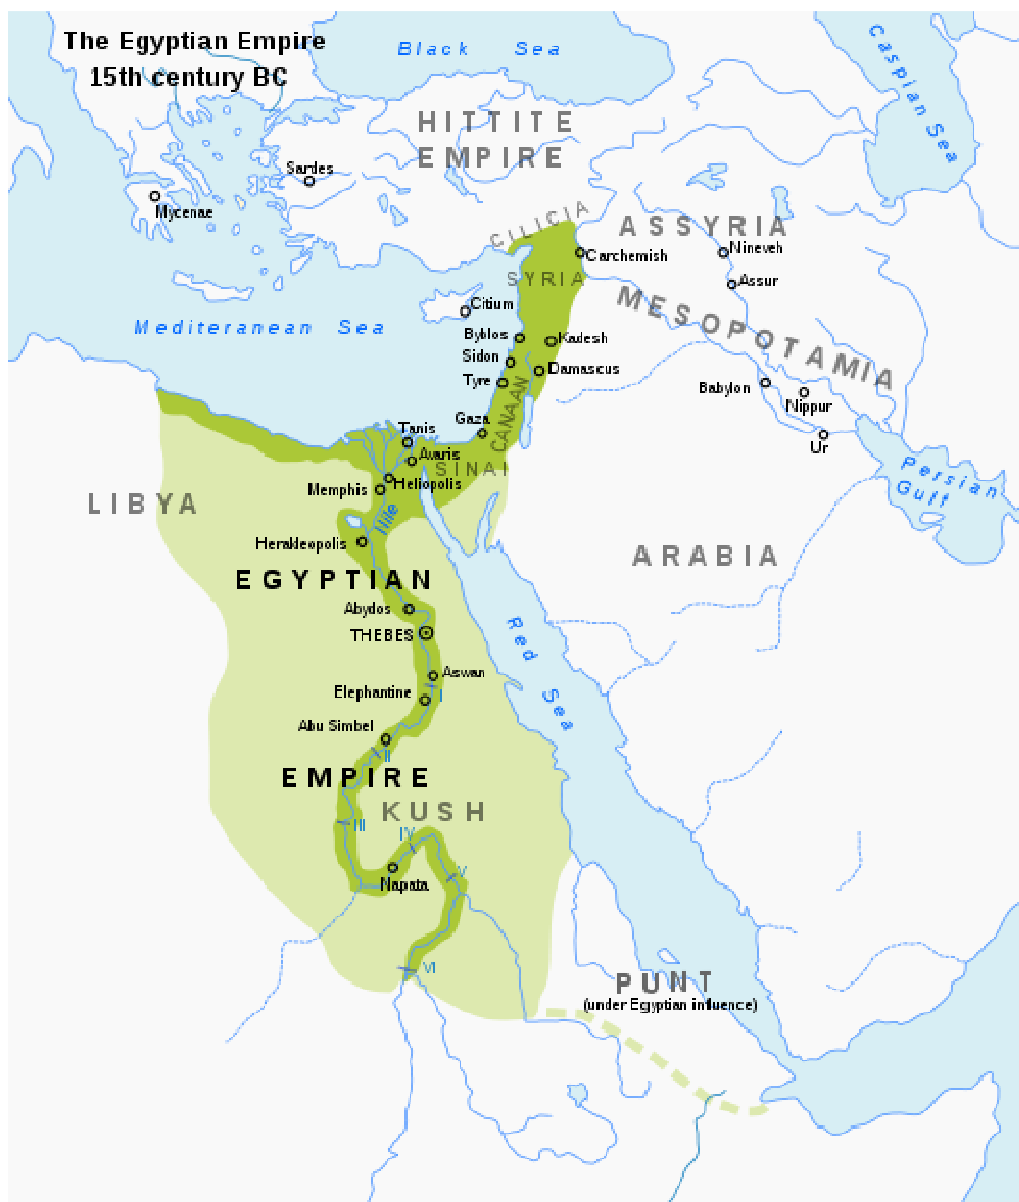 The Egyptian Empire
15th century BC
Black Sea
Caspian Sea
HITTITE
EMPIRE
Sardes
Mycenae
CILICIA
ASSYRIA
Carchemish
Nineveh
SYRIA
Assur
MESOPOTAMIA
Citium
Mediteranean Sea
Byblos
Kadesh
Sidon
Damascus
Tyre
CANAAN
Babylon
Nippur
Gaza
Tanis
Ur
Avaris
SINAI
Persian
Gulf
Heliopolis
Memphis
LIBYA
Nile
Herakleopolis
ARABIA
EGYPTIAN
Abydos
THEBES
Red Sea
Aswan
Elephantine
I
Abu Simbel
II
EMPIRE
KUSH
III
IV
V
Napata
VI
PUNT
(under Egyptian influence)